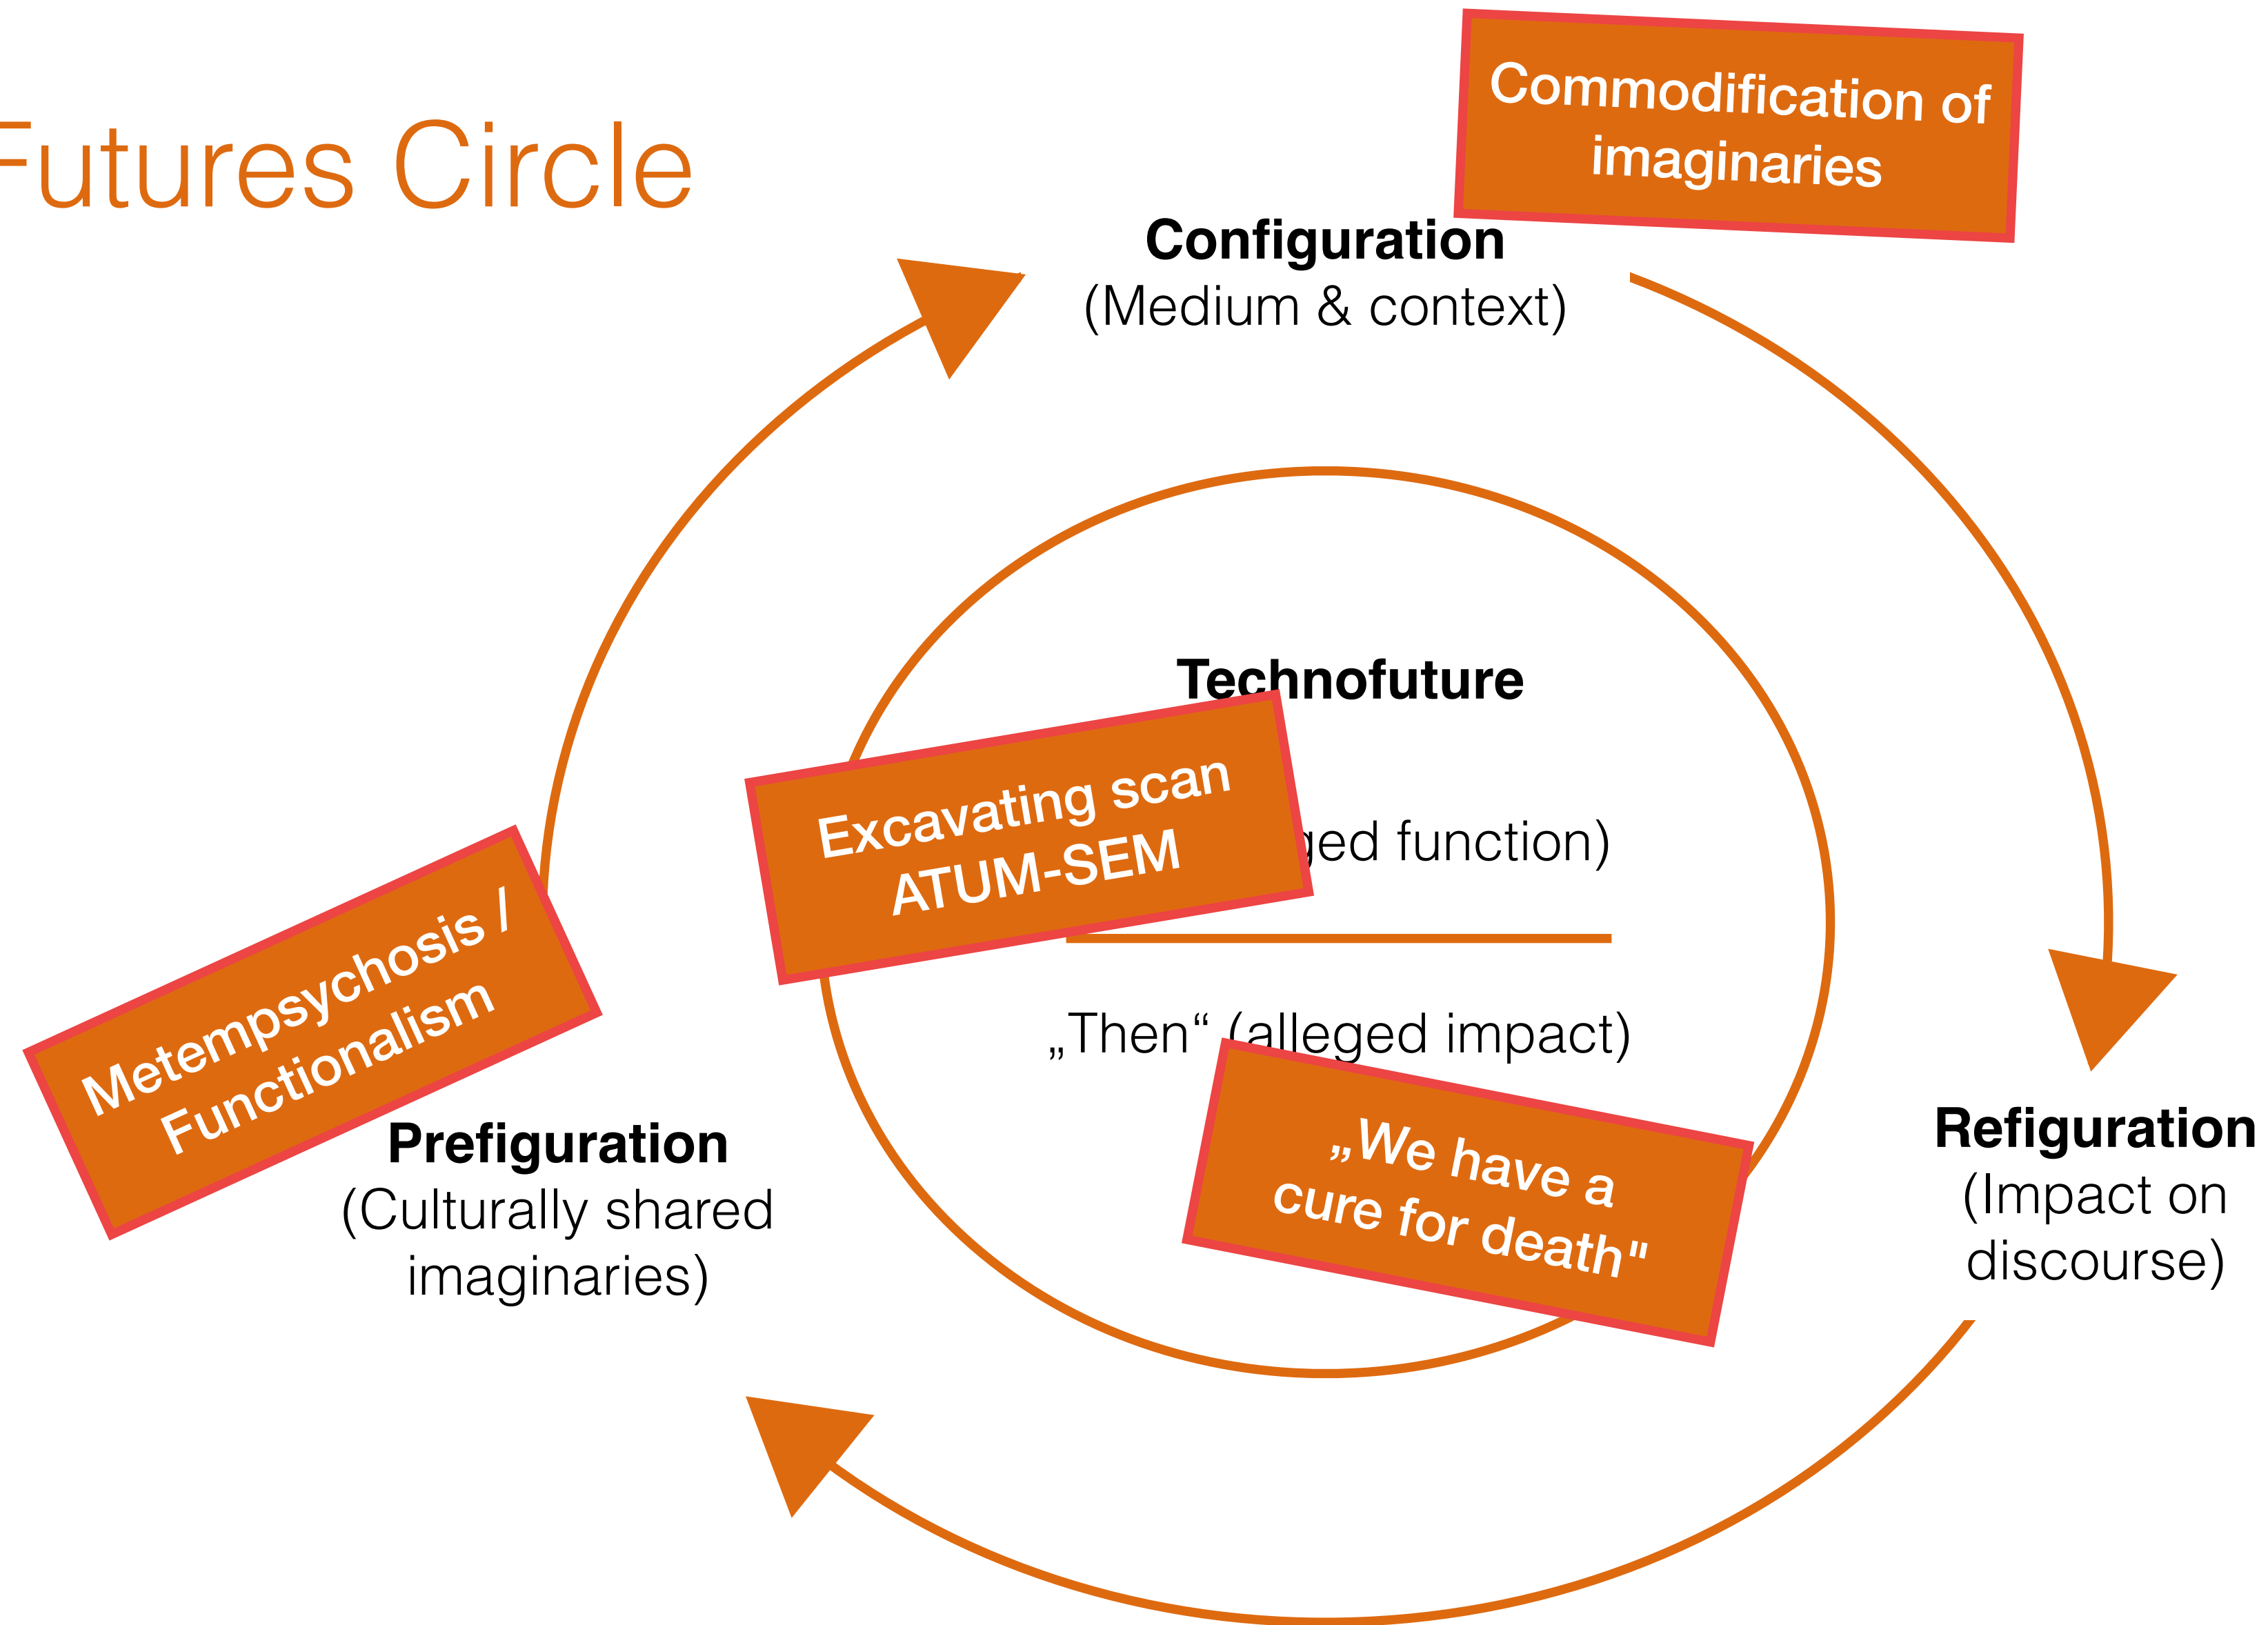 Futures Circle
Commodification of
imaginaries
Configuration
(Medium & context)
Technofuture
Excavating scan
ATUM-SEM
ged function)
„Then“ (alleged impact)
„We have a
cure for death"
Metempsychosis /
Functionalism
Prefiguration
(Culturally shared
imaginaries)
Refiguration
(Impact on
discourse)